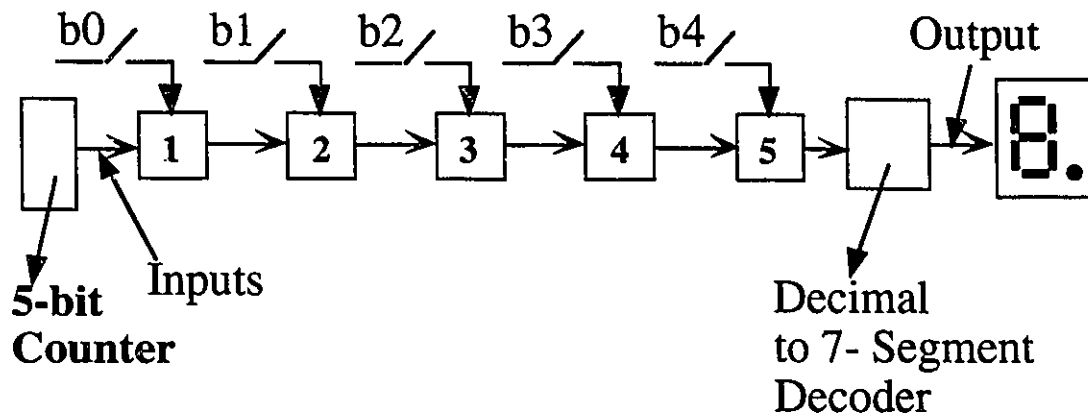 b0 b1 b2 b3 b4 Output
1 2 3 4 5 8.
Inputs
5-bit
Counter
Decimal
to 7- Segment
Decoder